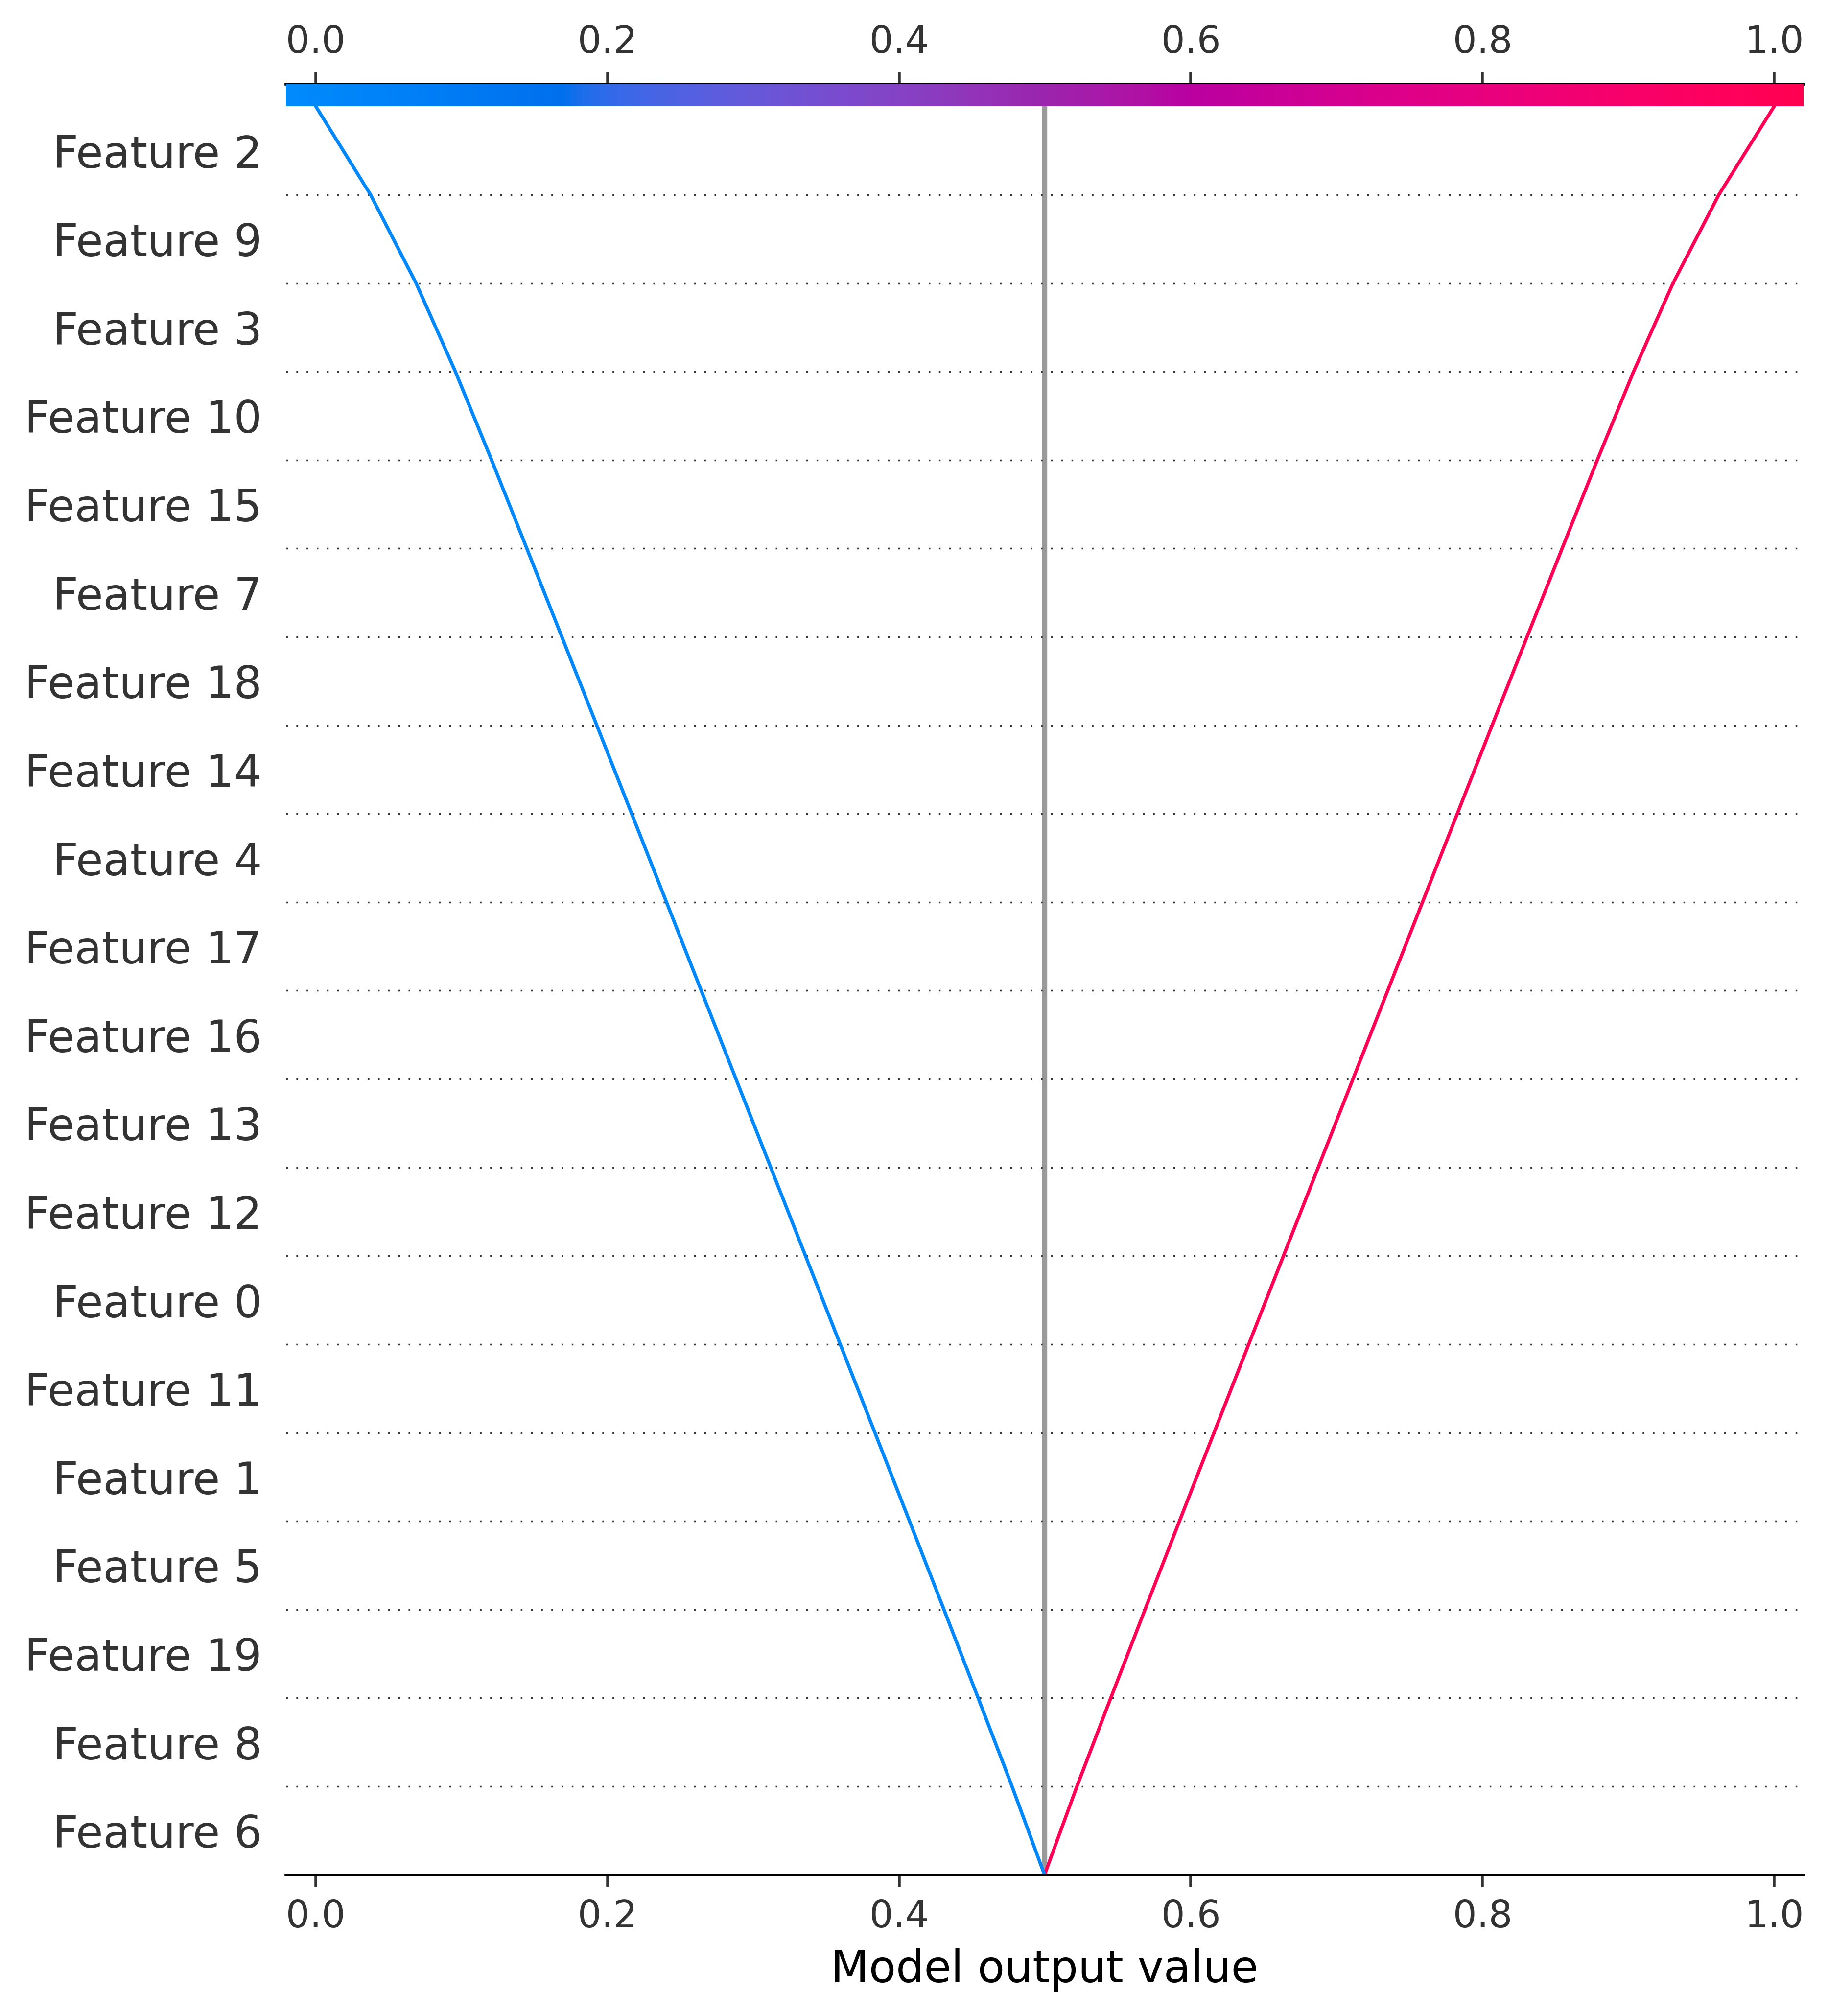 0.0 0.2 0.4 0.6 0.8 1.0
Feature 2
Feature 9
Feature 3
Feature 10
Feature 15
Feature 7
Feature 18
Feature 14
Feature 4
Feature 17
Feature 16
Feature 13
Feature 12
Feature 0
Feature 11
Feature 1
Feature 5
Feature 19
Feature 8
Feature 6
0.0 0.2 0.4 0.6 0.8 1.0
Model output value